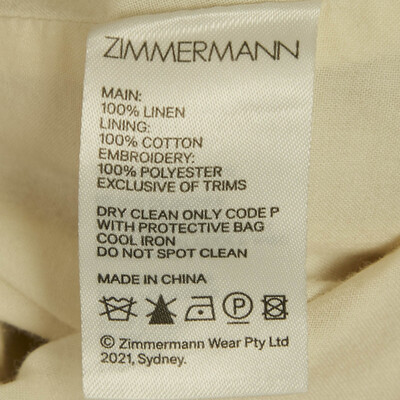 ZIMMERMANN
MAIN:
100% LINEN
LINING:
100% COTTON
EMBROIDERY:
100% POLYESTER
EXCLUSIVE OF TRIMS
DRY CLEAN ONLY CODE P
WITH PROTECTIVE BAG
COOL IRON
DO NOT SPOT CLEAN
MADE IN CHINA
P
© Zimmermann Wear Pty Ltd
2021, Sydney.